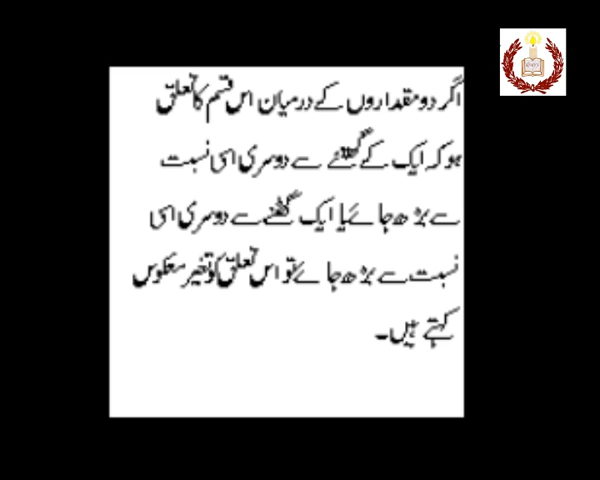 اگر دو مقداروں کے درمیان اس قسم کا تعلق
ہو کہ ایک کے گھٹنے سے دوسری اسی نسبت
سے بڑھ جائے یا ایک گھٹنے سے دوسری اسی
نسبت سے بڑھ جائے تو اس تعلق کو تغیر معکوس
کہتے ہیں۔